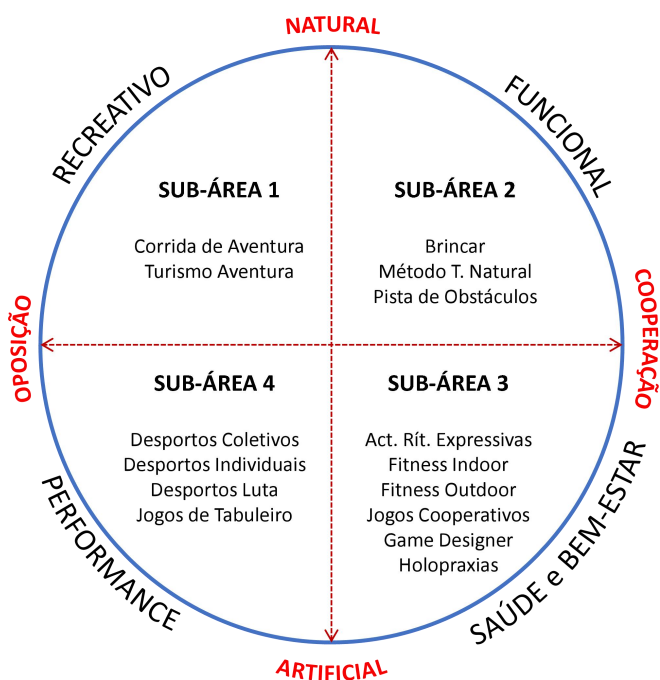 NATURAL
RECREATIVO
FUNCIONAL
SUB-ÁREA 1
Corrida de Aventura
Turismo Aventura
SUB-ÁREA 2
Brincar
Método T. Natural
Pista de Obstáculos
OPOSIÇÃO
COOPERAÇÃO
SUB-ÁREA 4
Desportos Coletivos
Desportos Individuais
Desportos Luta
Jogos de Tabuleiro
SUB-ÁREA 3
Act. Rít. Expressivas
Fitness Indoor
Fitness Outdoor
Jogos Cooperativos
Game Designer
Holopraxias
PERFORMANCE
SAÚDE e BEM-ESTAR
ARTIFICIAL